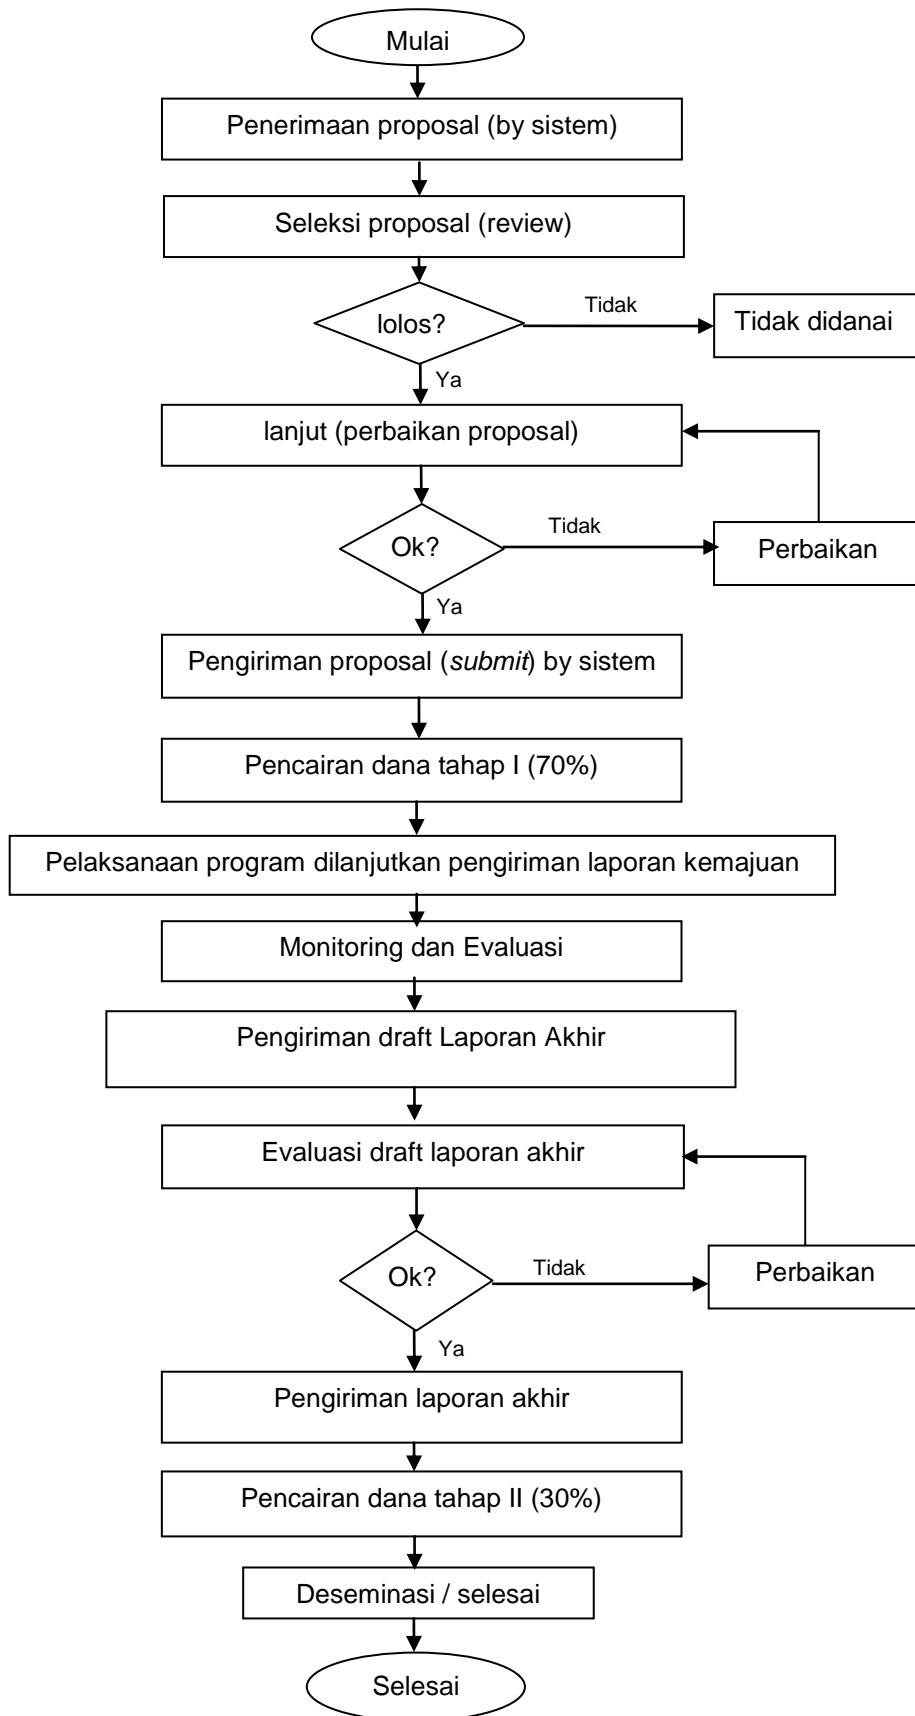 Mulai
Penerimaan proposal (by sistem)
Seleksi proposal (review)
lolos?
Tidak
Tidak didanai
Ya
lanjut (perbaikan proposal)
Ok?
Tidak
Perbaikan
Ya
Pengiriman proposal (submit) by sistem
Pencairan dana tahap I (70%)
Pelaksanaan program dilanjutkan pengiriman laporan kemajuan
Monitoring dan Evaluasi
Pengiriman draft Laporan Akhir
Evaluasi draft laporan akhir
Ok?
Tidak
Perbaikan
Ya
Pengiriman laporan akhir
Pencairan dana tahap II (30%)
Deseminasi / selesai
Selesai